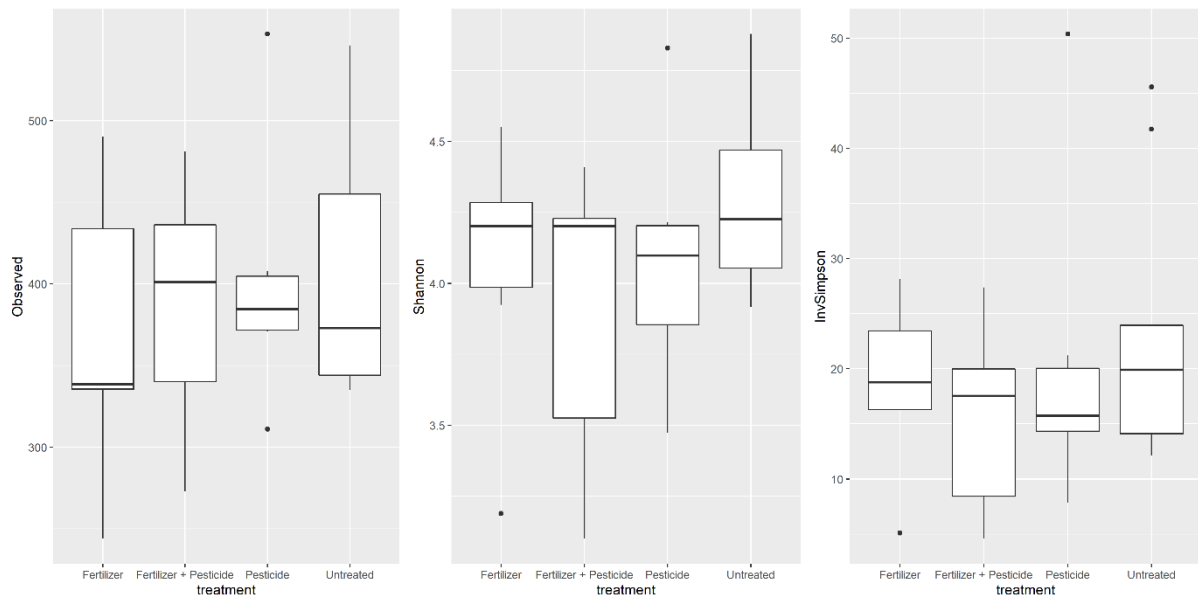 Observed
500
400
300
Fertilizer
Fertilizer + Pesticide
Pesticide
Untreated
treatment
Shannon
4.5
4.0
3.5
Fertilizer
Fertilizer + Pesticide
Pesticide
Untreated
treatment
InvSimpson
50
40
30
20
10
Fertilizer
Fertilizer + Pesticide
Pesticide
Untreated
treatment